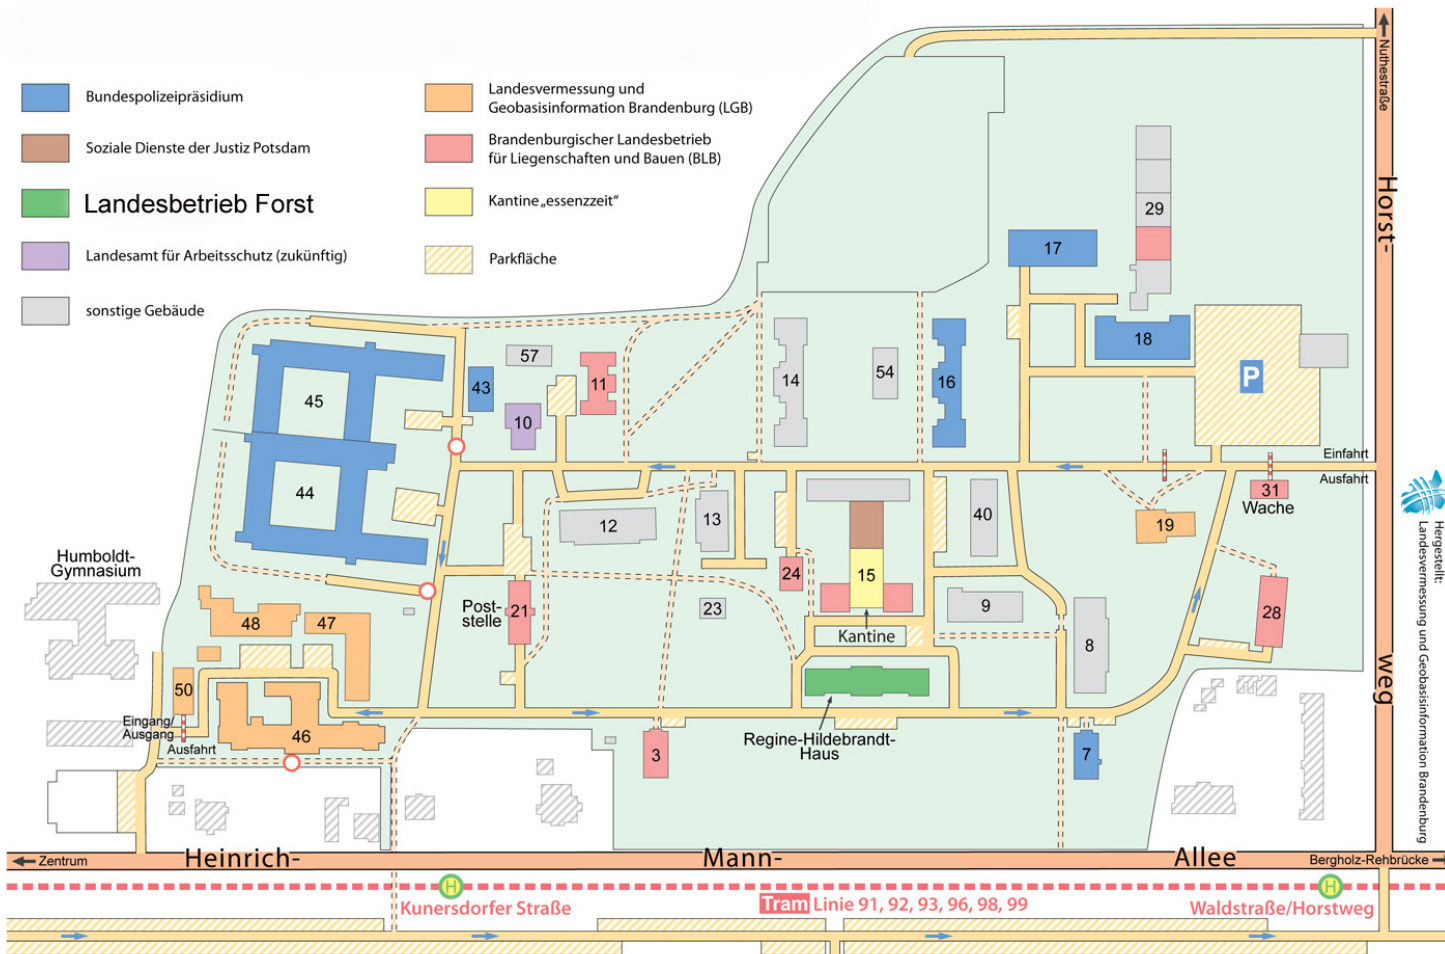 Bundespolizeipräsidium
Soziale Dienste der Justiz Potsdam
Landesbetrieb Forst
Landesamt für Arbeitsschutz (zukünftig)
sonstige Gebäude
Landesvermessung und
Geobasisinformation Brandenburg (LGB)
Brandenburgischer Landesbetrieb
für Liegenschaften und Bauen (BLB)
Kantine „essenzzeit“
Parkfläche
Nuthestraße
Horst-
weg
29
17
18
P
57
43
11
10
45
14
54
16
44
Einfahrt
Ausfahrt
31
Wache
12
13
40
19
Humboldt-
Gymnasium
24
15
Post-
stelle
21
23
9
28
48
47
Kantine
8
50
Eingang/
Ausgang
Ausfahrt
46
Regine-Hildebrandt-
Haus
3
7
Hergestellt:
Landesvermessung und Geobasisinformation Brandenburg
Zentrum
Heinrich-
Mann-
Allee
Bergholz-Rehbrücke
H
H
Kunersdorfer Straße
Tram Linie 91, 92, 93, 96, 98, 99
Waldstraße/Horstweg